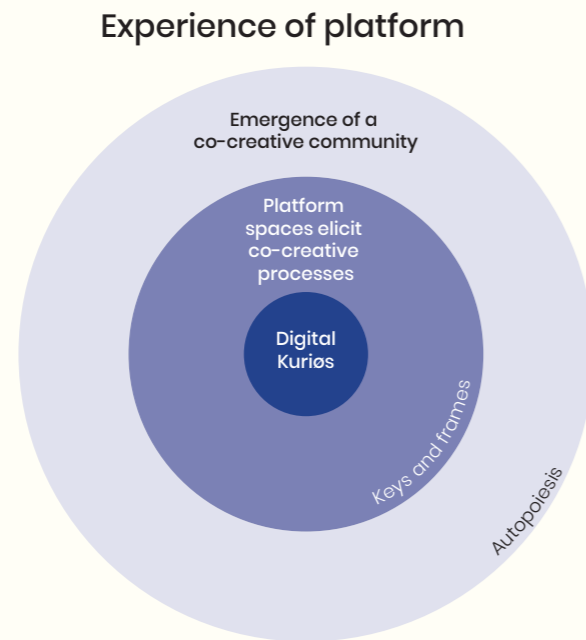 Experience of platform
Emergence of a
co-creative community
Platform
spaces elicit
co-creative
processes
Digital
Kuriøs
Keys and frames
Autopoiesis